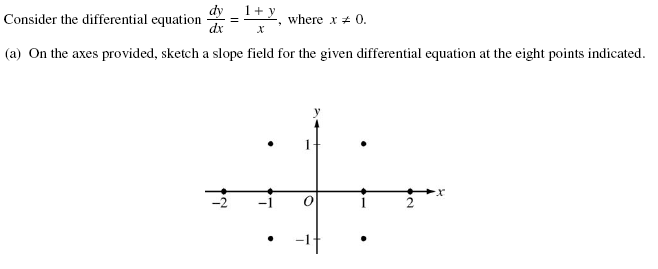 Consider the differential equation dy/dx = (1 + y)/x, where x ≠ 0.
(a) On the axes provided, sketch a slope field for the given differential equation at the eight points indicated.
y
1
x
−2 −1 O 1 2
−1